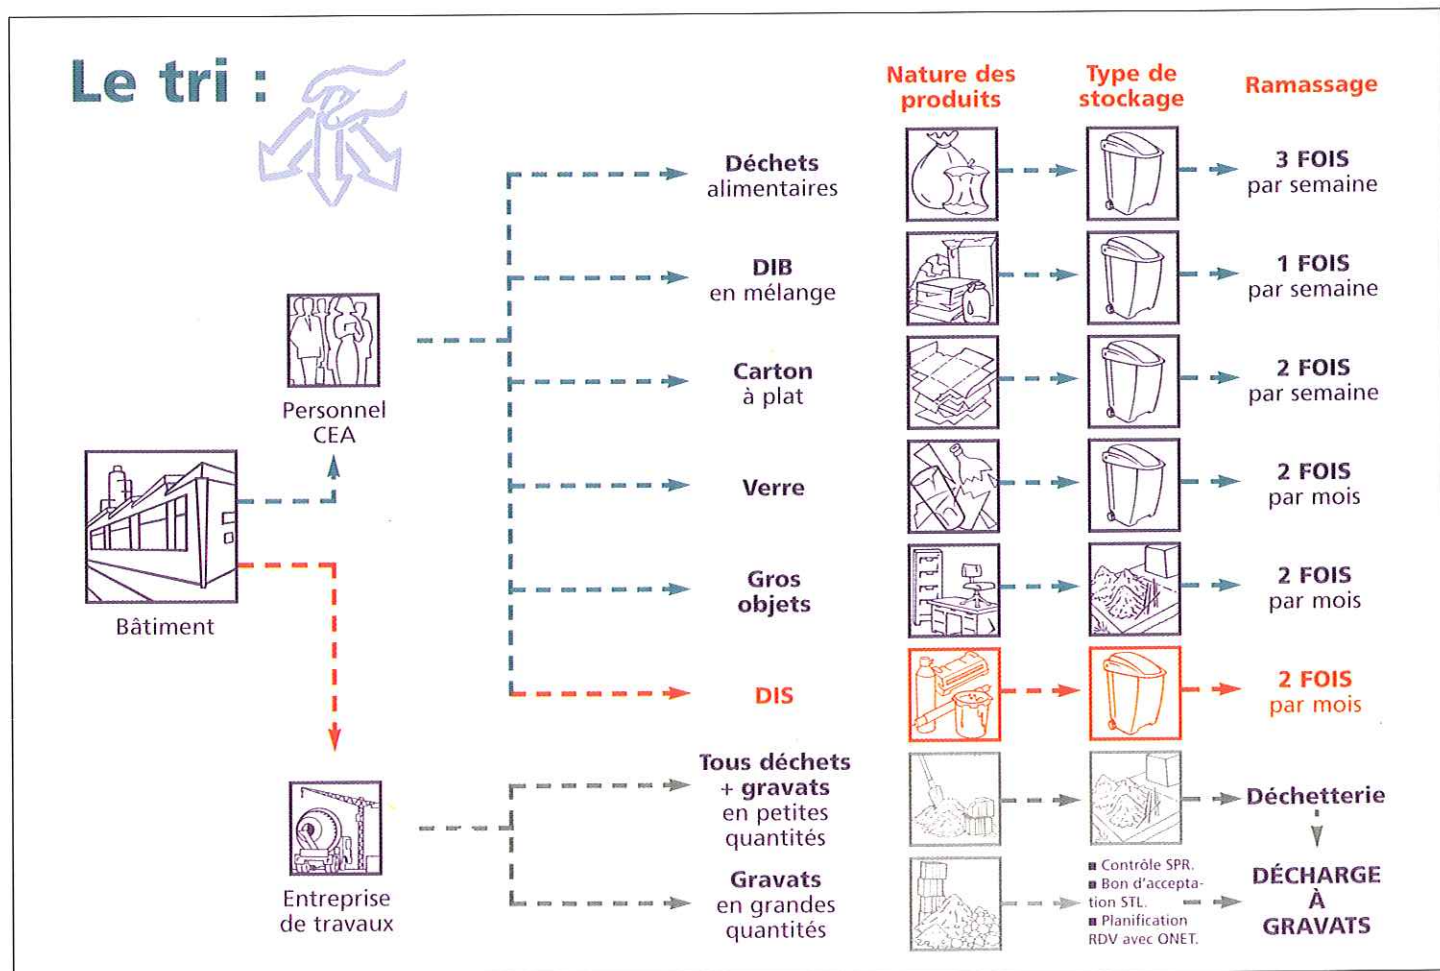 Le tri :
Nature des
produits
Type de
stockage
Ramassage
Déchets
alimentaires
3 FOIS
par semaine
DIB
en mélange
1 FOIS
par semaine
Carton
à plat
2 FOIS
par semaine
Verre
2 FOIS
par mois
Gros
objets
2 FOIS
par mois
DIS
2 FOIS
par mois
Personnel
CEA
Bâtiment
Entreprise
de travaux
Tous déchets
+ gravats
en petites
quantités
Déchetterie
Gravats
en grandes
quantités
Contrôle SPR.
Bon d'accepta-
tion STL.
Planification
RDV avec ONET.
DÉCHARGE
À
GRAVATS